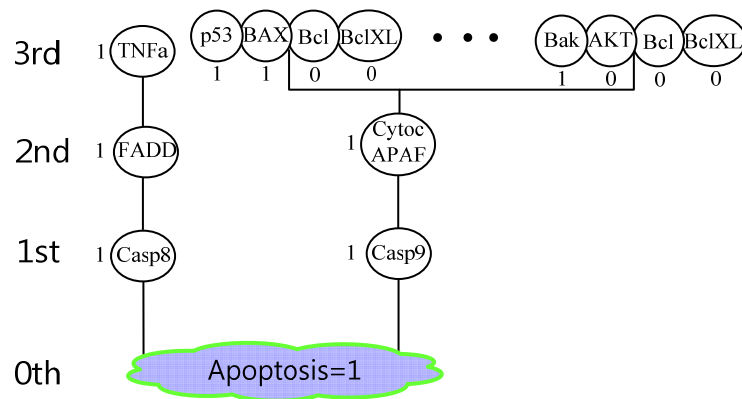 3rd
1 TNFa
p53 BAX Bcl BclXL • • • Bak AKT Bcl BclXL
1 1 0 0 1 0 0 0
2nd
1 FADD
1 Cytoc
APAF
1st
1 Casp8
1 Casp9
0th
Apoptosis=1